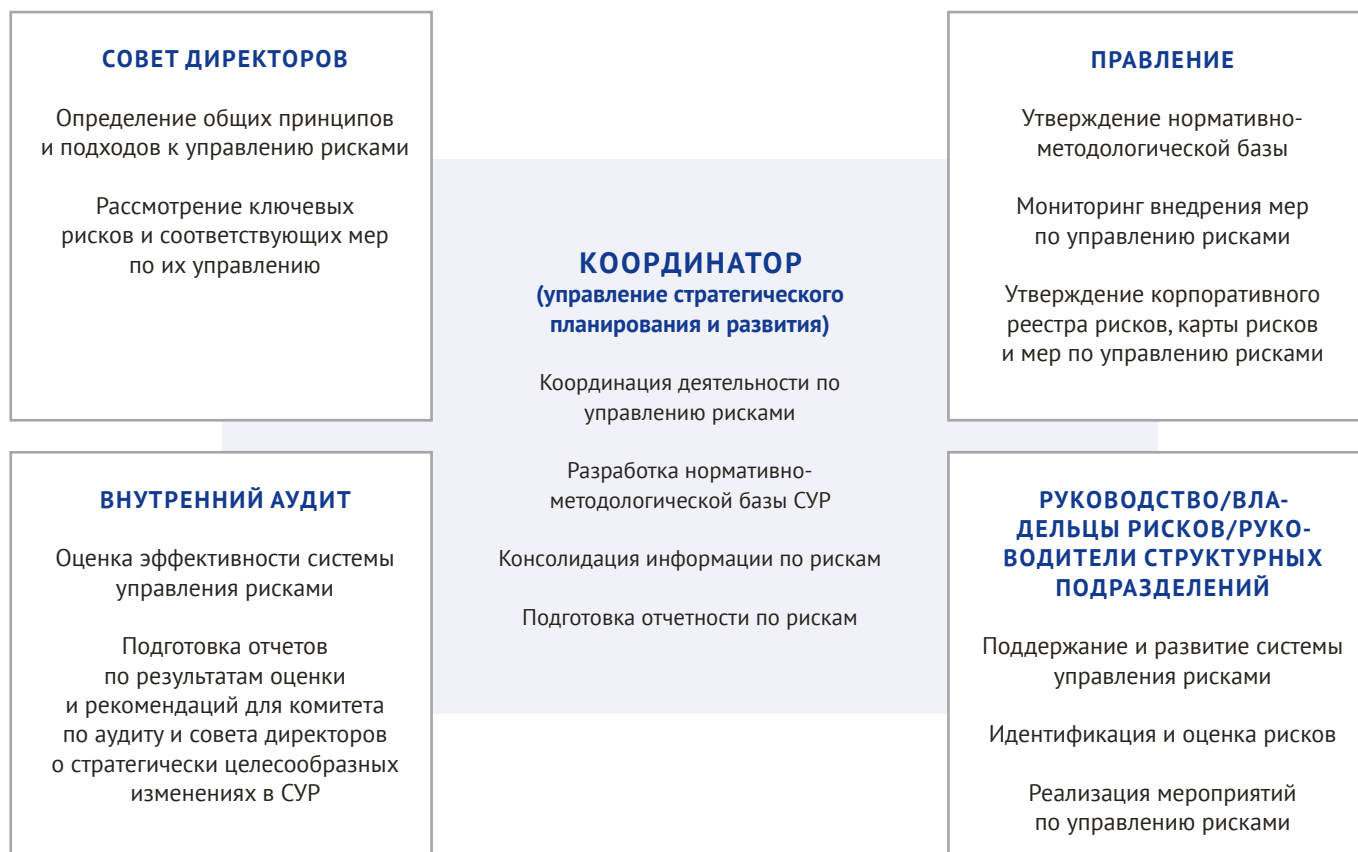 СОВЕТ ДИРЕКТОРОВ
Определение общих принципов
и подходов к управлению рисками
Рассмотрение ключевых
рисков и соответствующих мер
по их управлению
ПРАВЛЕНИЕ
Утверждение нормативно-
методологической базы
Мониторинг внедрения мер
по управлению рисками
Утверждение корпоративного
реестра рисков, карты рисков
и мер по управлению рисками
КООРДИНАТОР
(управление стратегического
планирования и развития)
Координация деятельности по
управлению рисками
Разработка нормативно-
методологической базы СУР
Консолидация информации по рискам
Подготовка отчетности по рискам
ВНУТРЕННИЙ АУДИТ
Оценка эффективности системы
управления рисками
Подготовка отчетов
по результатам оценки
и рекомендаций для комитета
по аудиту и совета директоров
о стратегически целесообразных
изменениях в СУР
РУКОВОДСТВО/ВЛА-
ДЕЛЬЦЫ РИСКОВ/РУКО-
ВОДИТЕЛИ СТРУКТУРНЫХ
ПОДРАЗДЕЛЕНИЙ
Поддержание и развитие системы
управления рисками
Идентификация и оценка рисков
Реализация мероприятий
по управлению рисками